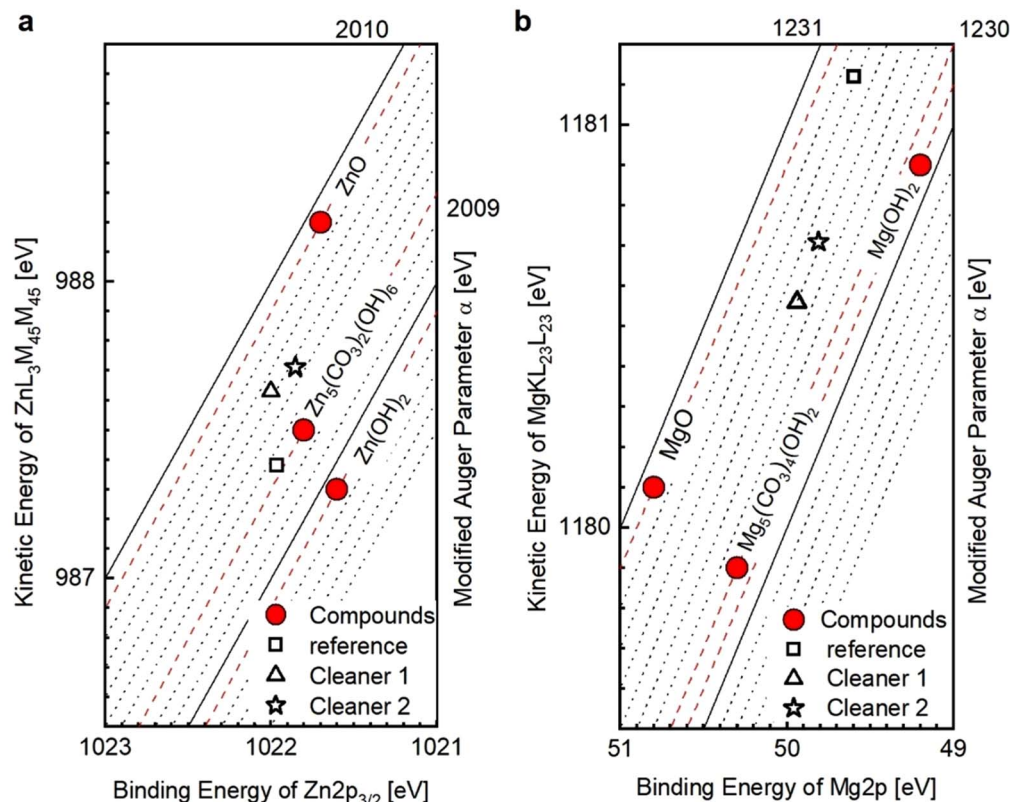 a
2010
ZnO
2009
988
987
Zn5(CO3)2(OH)6
Zn(OH)2
Kinetic Energy of ZnL3M45M45 [eV]
Modified Auger Parameter α [eV]
Compounds
reference
Cleaner 1
Cleaner 2
1023
1022
1021
Binding Energy of Zn2p3/2 [eV]
b
1231
1230
1181
1180
Mg(OH)2
MgO
Mg5(CO3)4(OH)2
Kinetic Energy of MgKL23L23 [eV]
Modified Auger Parameter α [eV]
Compounds
reference
Cleaner 1
Cleaner 2
51
50
49
Binding Energy of Mg2p [eV]